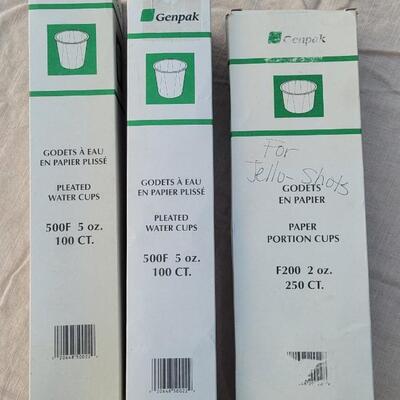 GODETS À EAU
EN PAPIER PLISSÉ
PLEATED
WATER CUPS
500F 5 oz.
100 CT.
Genpak
GODETS À EAU
EN PAPIER PLISSÉ
PLEATED
WATER CUPS
500F 5 oz.
100 CT.
Genpak
For
Jello-Shots
GODETS
EN PAPIER
PAPER
PORTION CUPS
F200 2 oz.
250 CT.